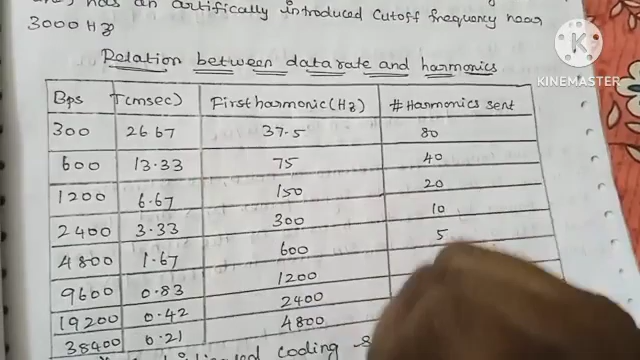 has an artifically introduced cutoff frequency near
3000 Hz
KINEMASTER
Relation between data rate and harmonics
Bps T(msec) First harmonic (Hz) # Harmonics sent
300 26.67 37.5 80
600 13.33 75 40
1200 6.67 150 20
2400 3.33 300 10
4800 1.67 600 5
9600 0.83 1200
19200 0.42 2400
38400 0.21 4800
coding